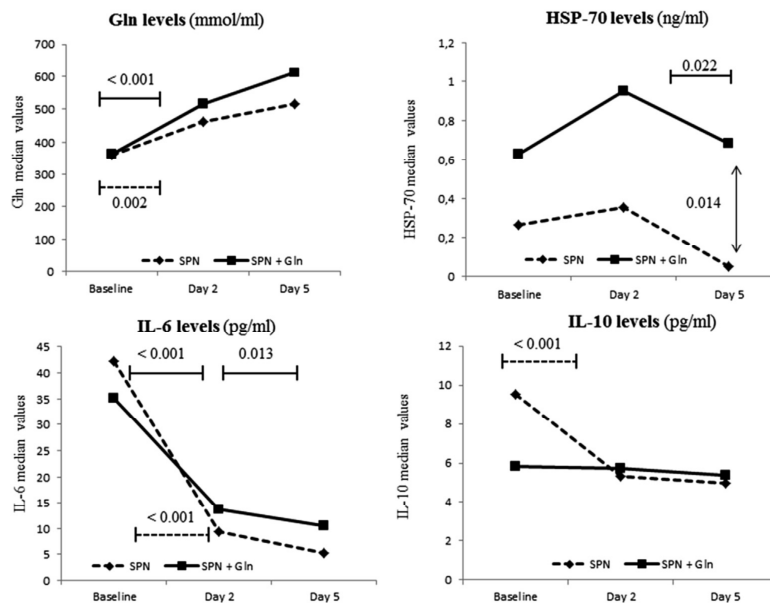 Gln levels (mmol/ml)
700
600
500
400
300
200
100
0
Gln median values
< 0.001
0.002
SPN
SPN + Gln
Baseline
Day 2
Day 5
HSP-70 levels (ng/ml)
1,2
1
0,8
0,6
0,4
0,2
0
HSP-70 median values
0.022
0.014
SPN
SPN + Gln
Baseline
Day 2
Day 5
IL-6 levels (pg/ml)
45
40
35
30
25
20
15
10
5
0
IL-6 median values
< 0.001
0.013
< 0.001
SPN
SPN + Gln
Baseline
Day 2
Day 5
IL-10 levels (pg/ml)
14
12
10
8
6
4
2
0
IL-10 median values
< 0.001
SPN
SPN + Gln
Baseline
Day 2
Day 5